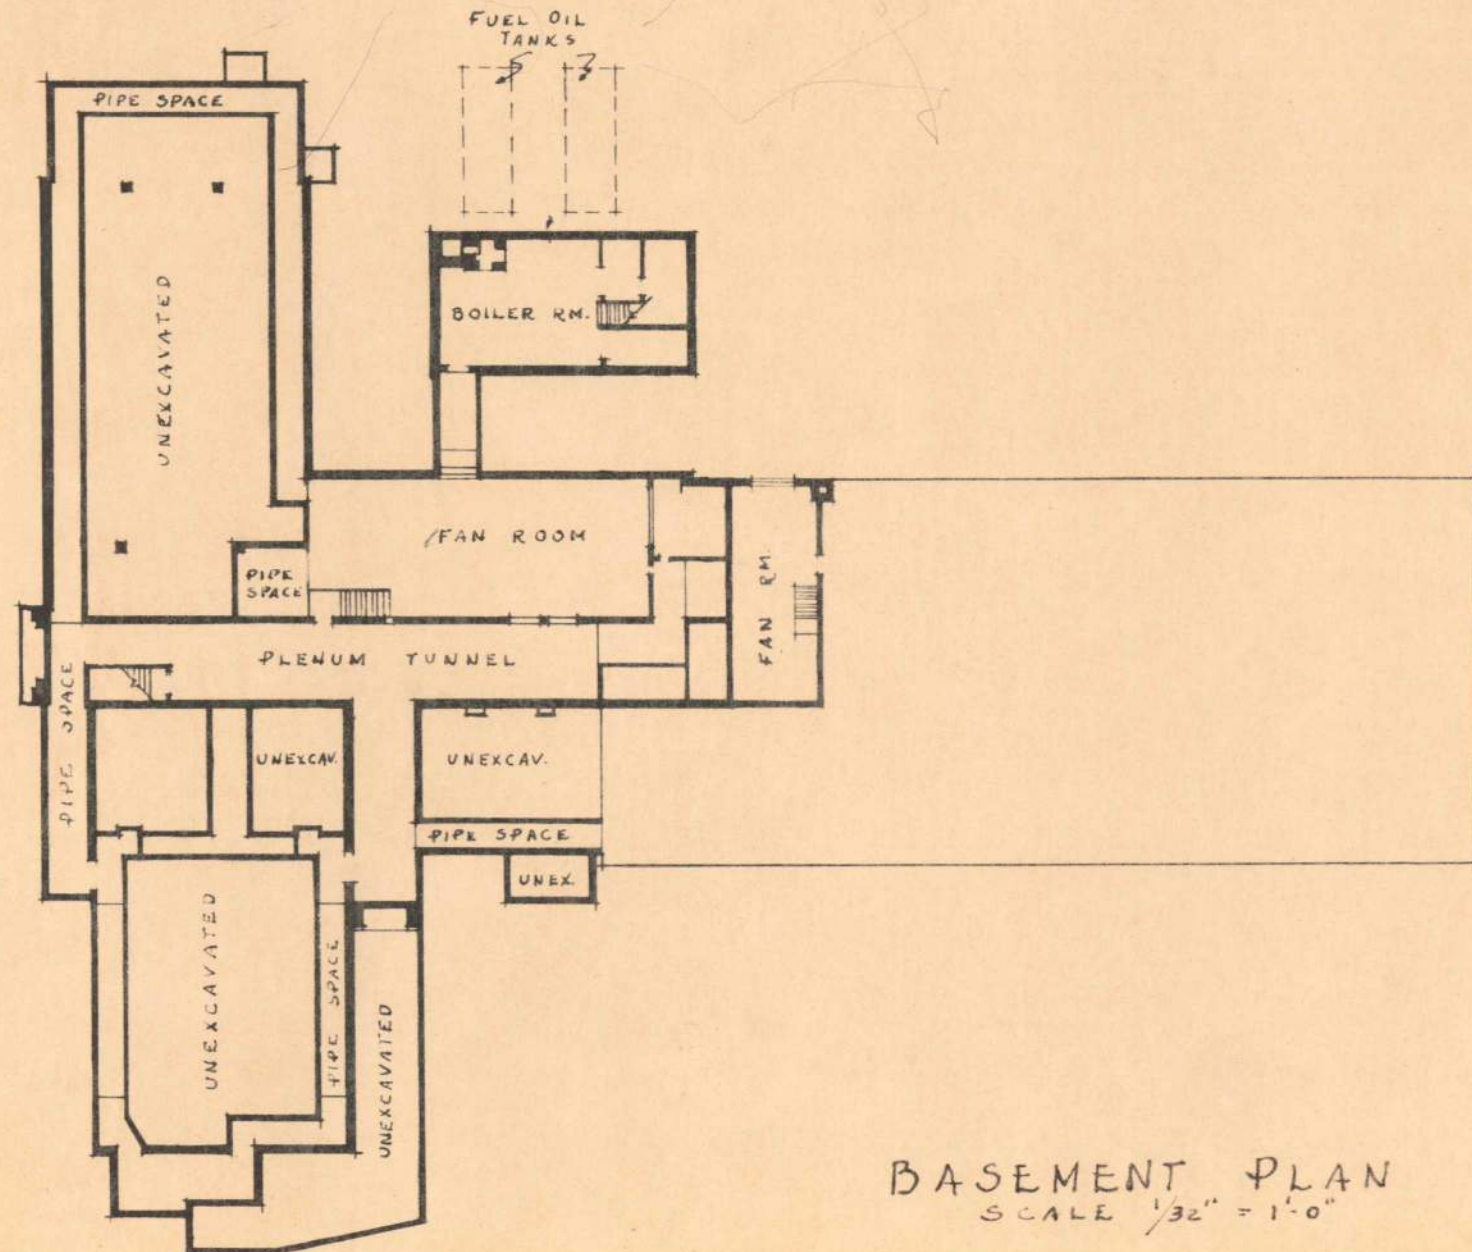 FUEL OIL
TANKS
PIPE SPACE
UNEXCAVATED
BOILER RM.
FAN ROOM
PIPE
SPACE
FAN RM.
PLENUM TUNNEL
PIPE SPACE
UNEXCAV.
UNEXCAV.
PIPE SPACE
UNEX.
UNEXCAVATED
PIPE SPACE
UNEXCAVATED
BASEMENT PLAN
SCALE 1/32" = 1'-0"